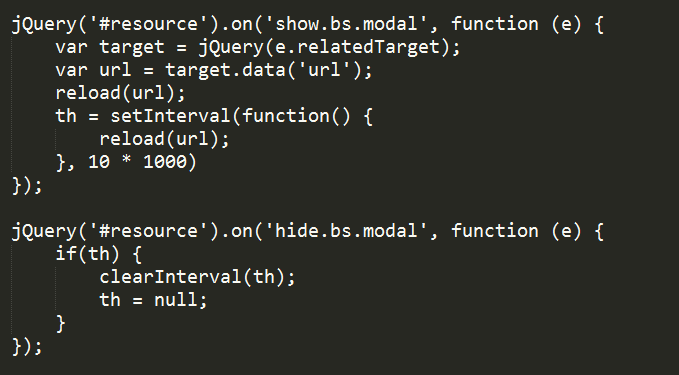 jQuery('#resource').on('show.bs.modal', function (e) {
    var target = jQuery(e.relatedTarget);
    var url = target.data('url');
    reload(url);
    th = setInterval(function() {
        reload(url);
    }, 10 * 1000)
});

jQuery('#resource').on('hide.bs.modal', function (e) {
    if(th) {
        clearInterval(th);
        th = null;
    }
});